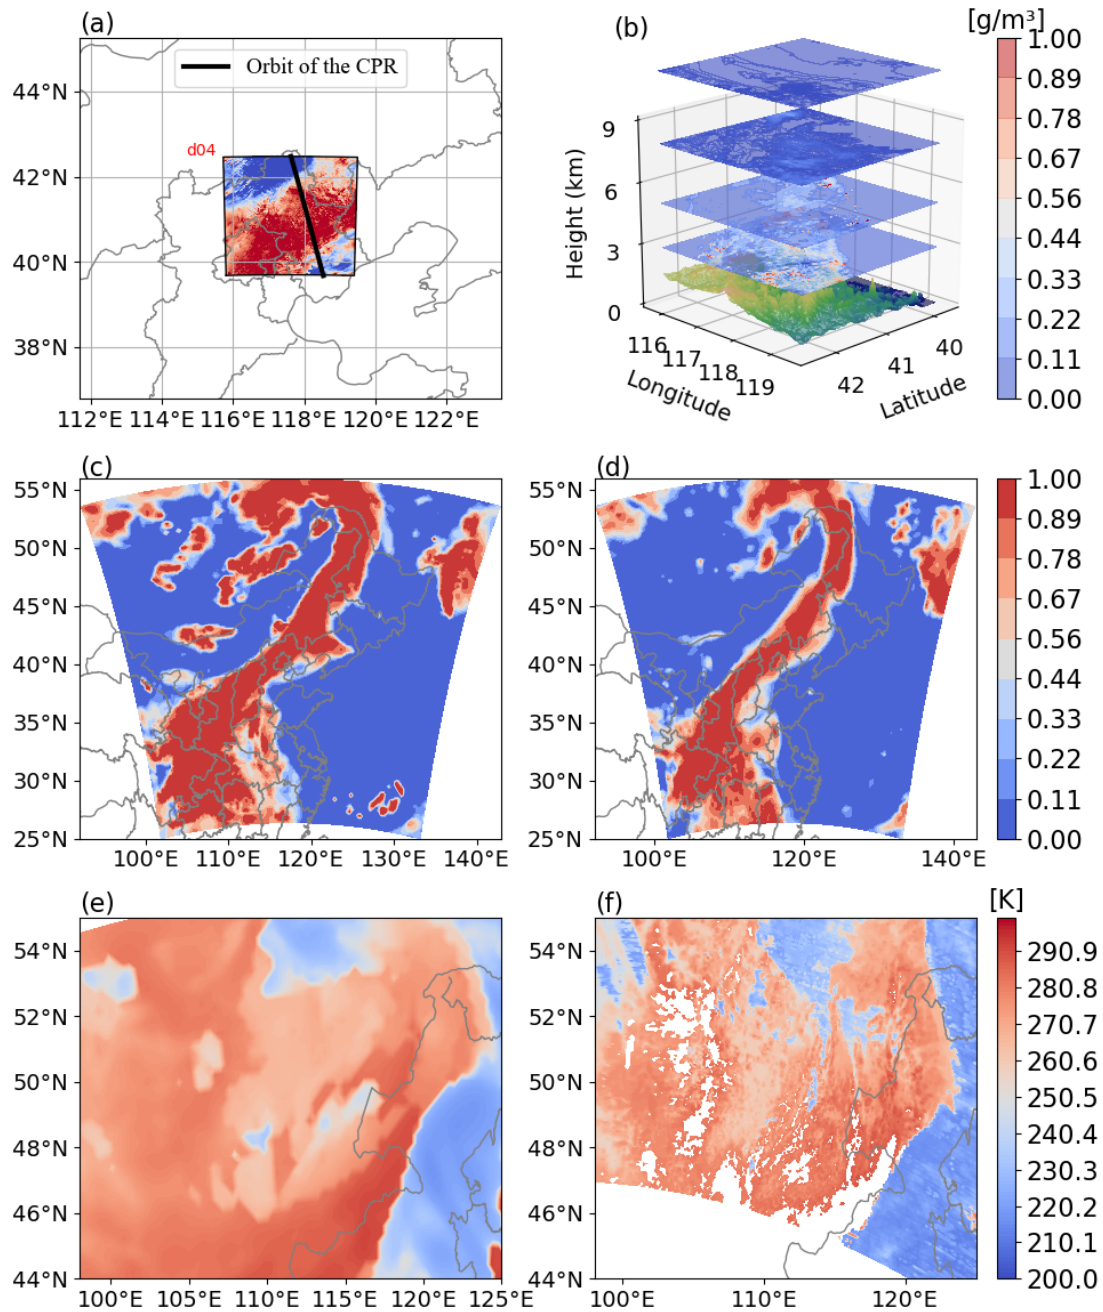 (a)
Orbit of the CPR
d04
44°N
42°N
40°N
38°N
112°E 114°E 116°E 118°E 120°E 122°E
(b)
[g/m³]
Height (km)
9
6
3
0
116
117
118
119
Longitude
42
41
40
Latitude
1.00
0.89
0.78
0.67
0.56
0.44
0.33
0.22
0.11
0.00
(c)
55°N
50°N
45°N
40°N
35°N
30°N
25°N
100°E 110°E 120°E 130°E 140°E
(d)
55°N
50°N
45°N
40°N
35°N
30°N
25°N
100°E 120°E 140°E
1.00
0.89
0.78
0.67
0.56
0.44
0.33
0.22
0.11
0.00
(e)
54°N
52°N
50°N
48°N
46°N
44°N
100°E 105°E 110°E 115°E 120°E 125°E
(f)
54°N
52°N
50°N
48°N
46°N
44°N
100°E 110°E 120°E
[K]
290.9
280.8
270.7
260.6
250.5
240.4
230.3
220.2
210.1
200.0